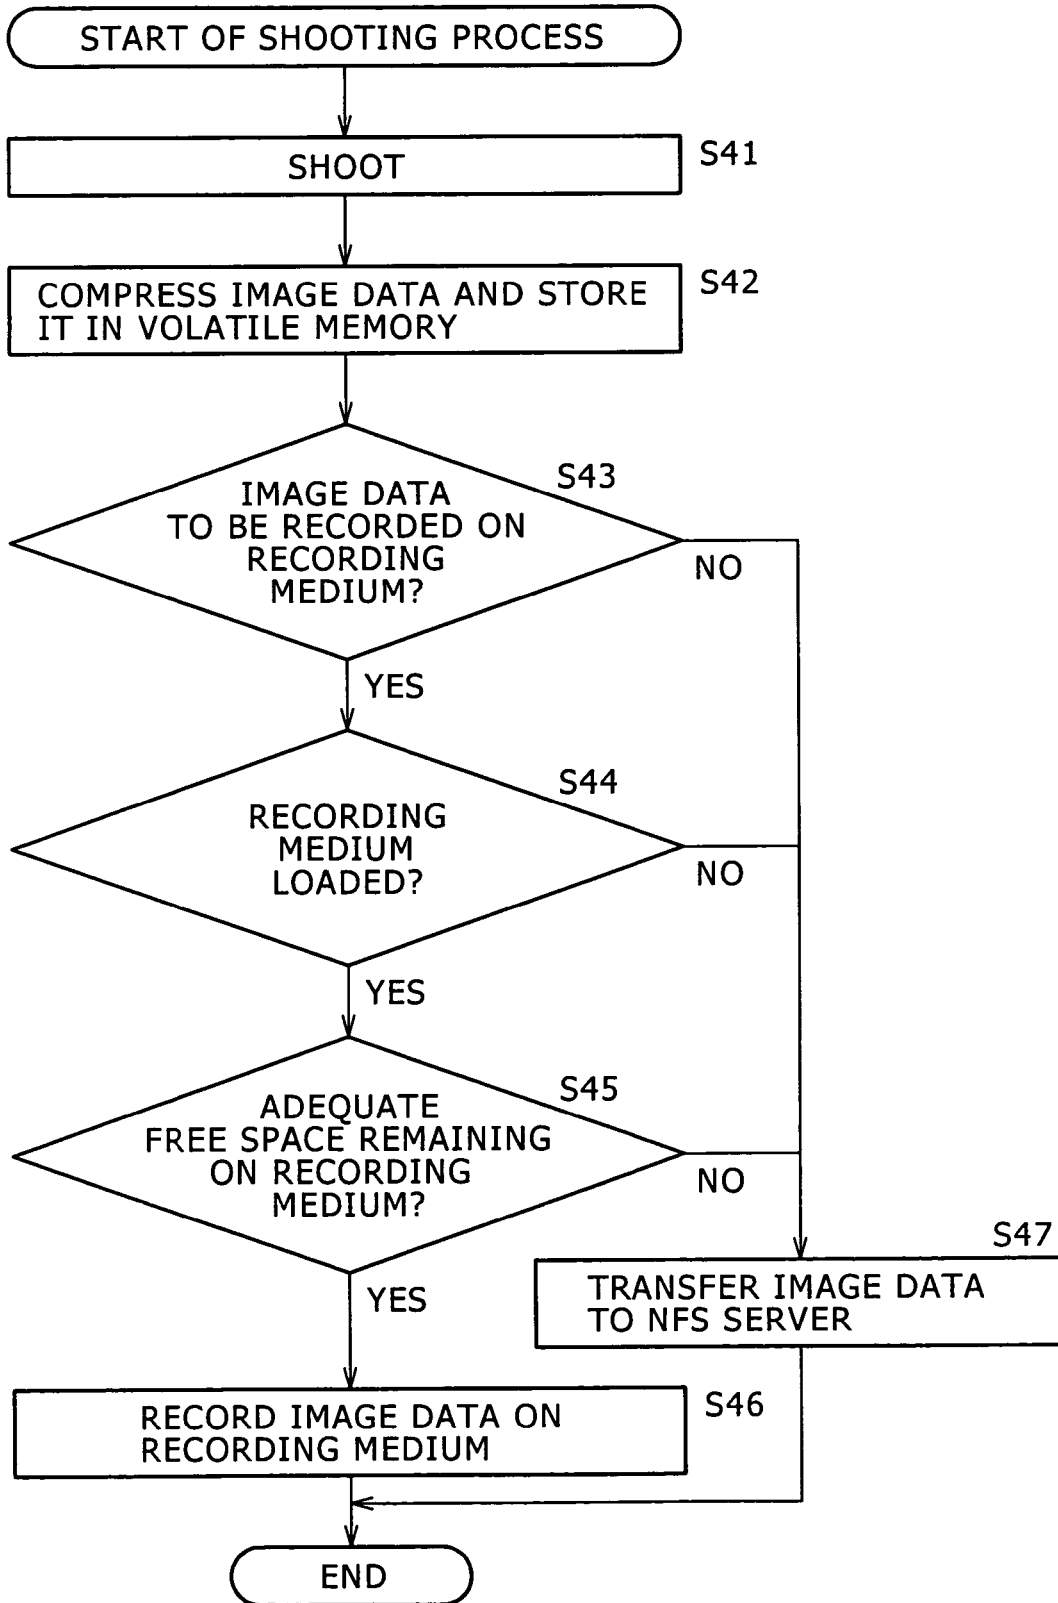 START OF SHOOTING PROCESS
SHOOT
S41
COMPRESS IMAGE DATA AND STORE
IT IN VOLATILE MEMORY
S42
IMAGE DATA
TO BE RECORDED ON
RECORDING
MEDIUM?
S43
NO
YES
RECORDING
MEDIUM
LOADED?
S44
NO
YES
ADEQUATE
FREE SPACE REMAINING
ON RECORDING
MEDIUM?
S45
NO
YES
S47
TRANSFER IMAGE DATA
TO NFS SERVER
RECORD IMAGE DATA ON
RECORDING MEDIUM
S46
END